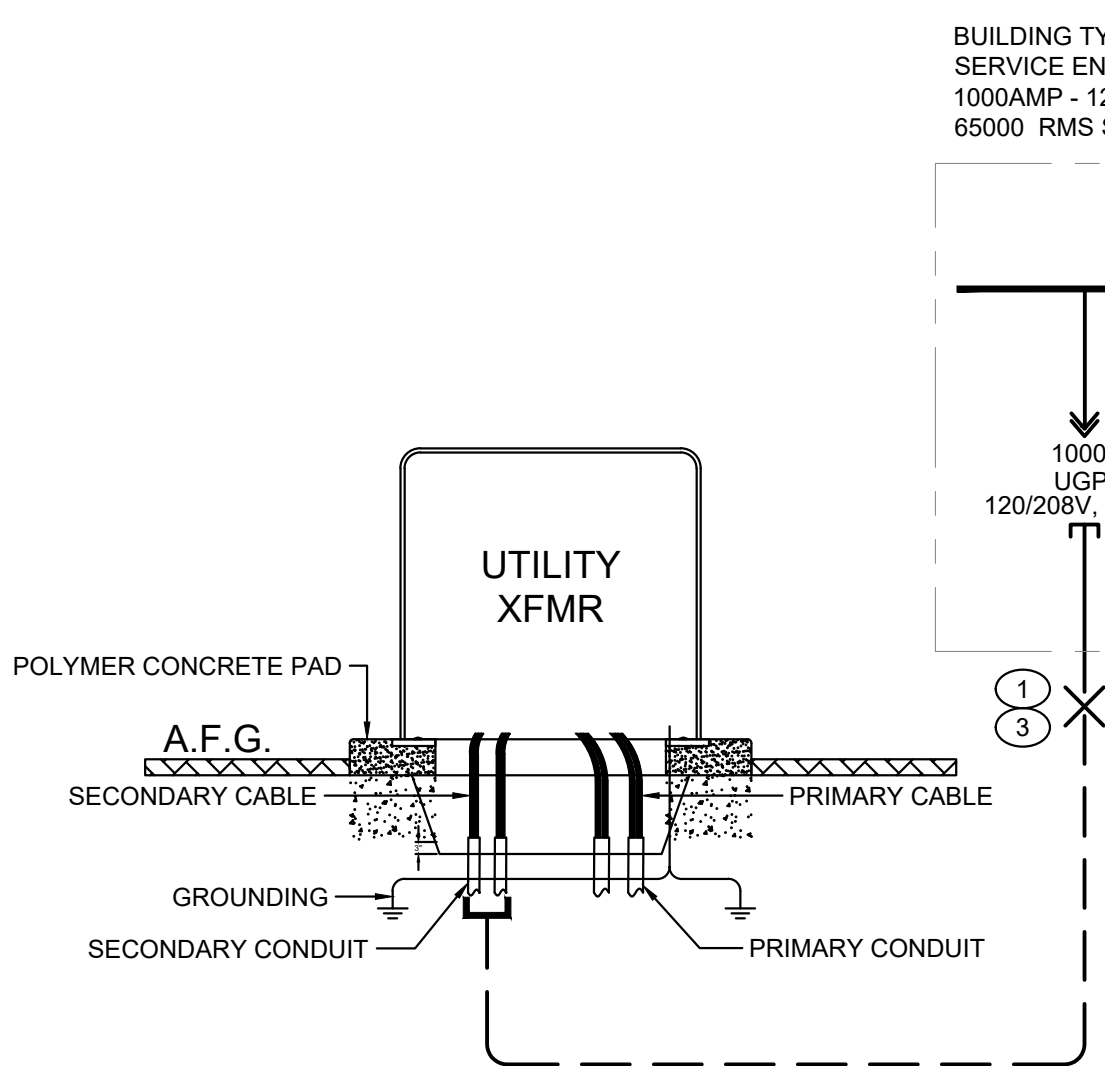 BUILDING TY
SERVICE EN
1000AMP - 12
65000 RMS S
1000
UGP
120/208V,
UTILITY
XFMR
POLYMER CONCRETE PAD
A.F.G.
1
3
SECONDARY CABLE
PRIMARY CABLE
GROUNDING
SECONDARY CONDUIT
PRIMARY CONDUIT